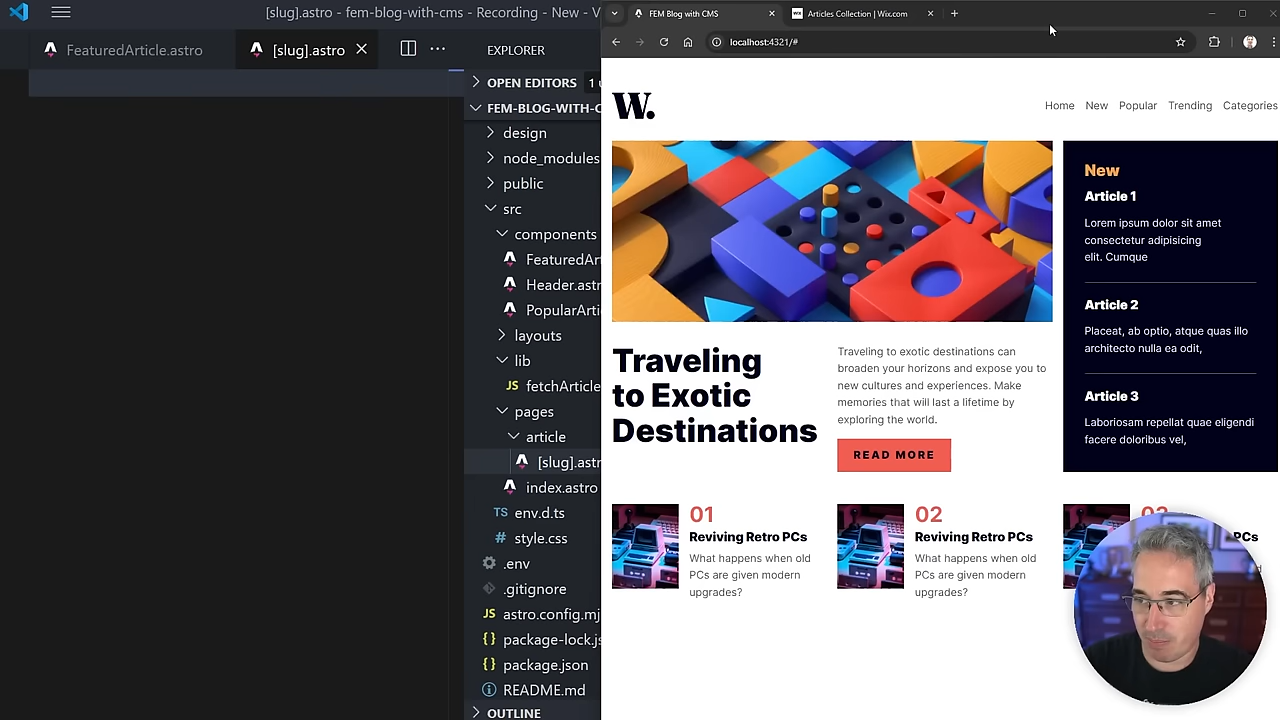 [slug].astro - fem-blog-with-cms - Recording - New - V
FeaturedArticle.astro
[slug].astro
EXPLORER
OPEN EDITORS
1 u
FEM-BLOG-WITH-C
design
node_modules
public
src
components
FeaturedAr
Header.astr
PopularArti
layouts
lib
JS fetchArticle
pages
article
[slug].astr
index.astro
TS env.d.ts
# style.css
.env
.gitignore
JS astro.config.mj
{} package-lock.js
{} package.json
README.md
OUTLINE
FEM Blog with CMS
WIX Articles Collection | Wix.com
localhost:4321/#
W.
Home New Popular Trending Categories
Traveling
to Exotic
Destinations
Traveling to exotic destinations can
broaden your horizons and expose you to
new cultures and experiences. Make
memories that will last a lifetime by
exploring the world.
READ MORE
New
Article 1
Lorem ipsum dolor sit amet
consectetur adipisicing
elit. Cumque
Article 2
Placeat, ab optio, atque quas illo
architecto nulla ea odit,
Article 3
Laboriosam repellat quae eligendi
facere doloribus vel,
01
Reviving Retro PCs
What happens when old
PCs are given modern
upgrades?
02
Reviving Retro PCs
What happens when old
PCs are given modern
upgrades?
03
PCs